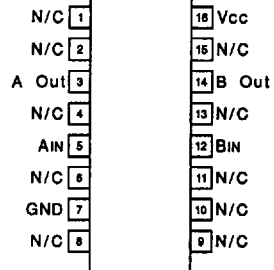 N/C 1 16 Vcc
N/C 2 15 N/C
A Out 3 14 B Out
N/C 4 13 N/C
AIN 5 12 BIN
N/C 6 11 N/C
GND 7 10 N/C
N/C 8 9 N/C